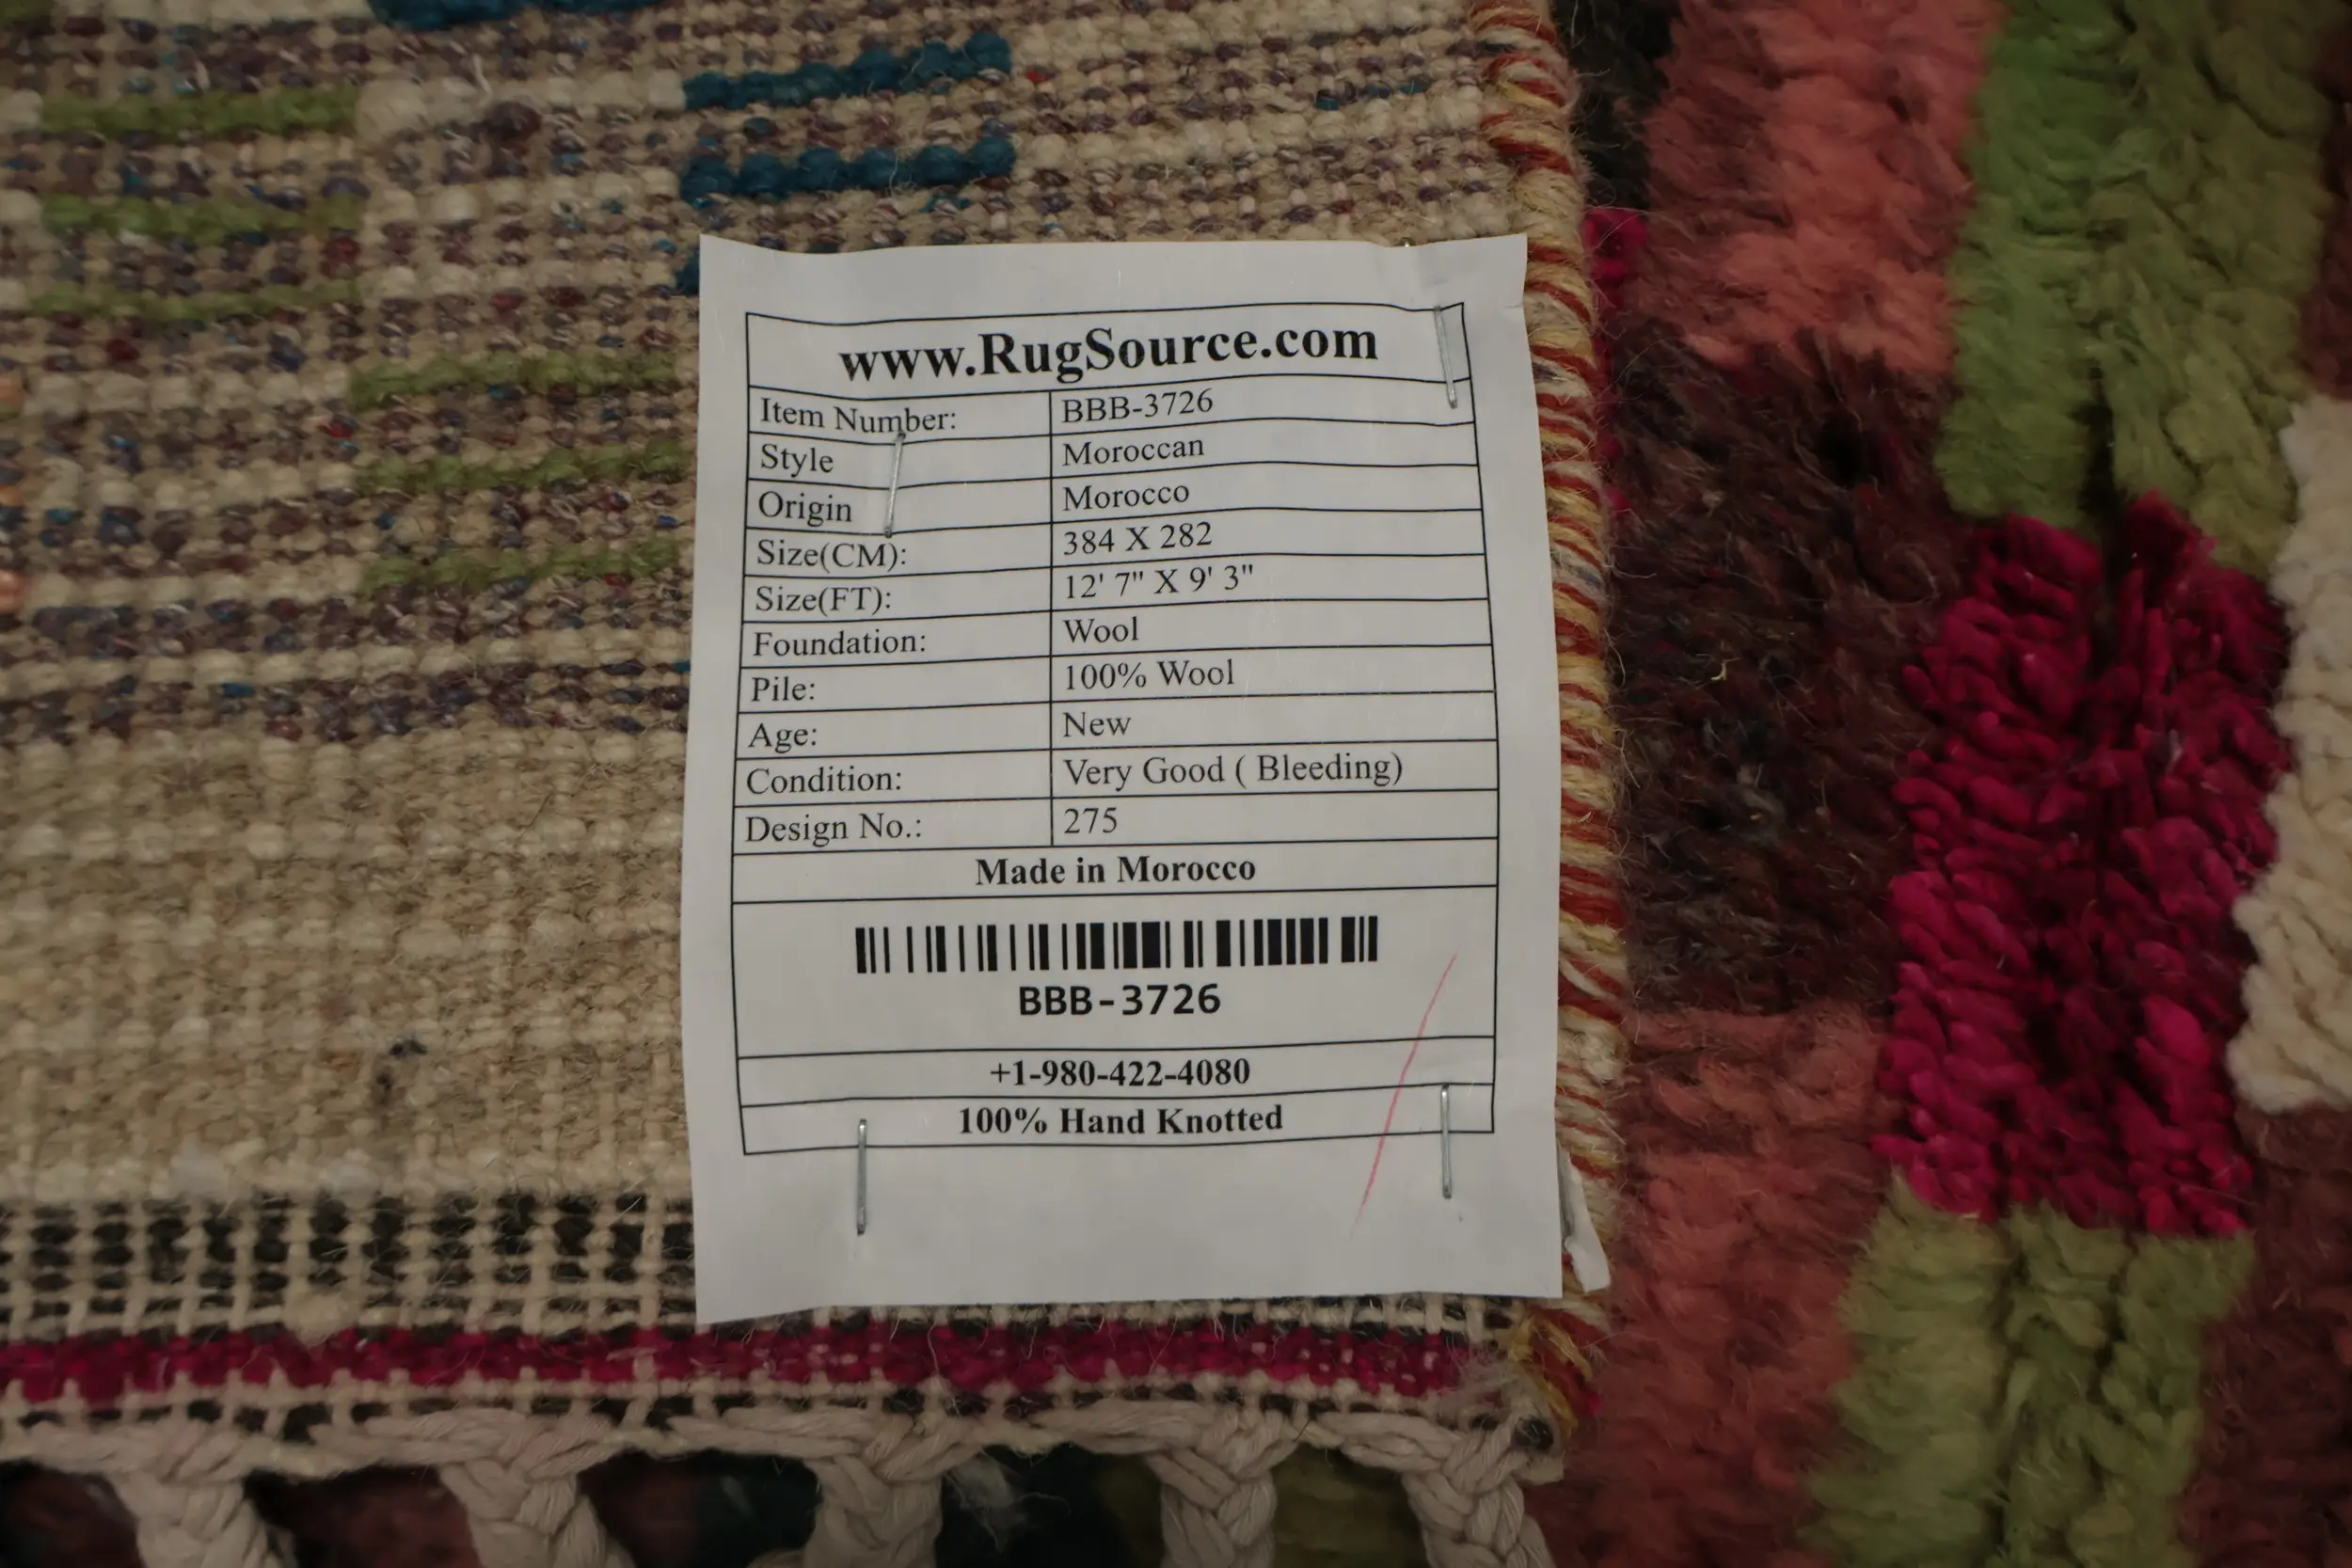 www.RugSource.com
Item Number: BBB-3726
Style Moroccan
Origin Morocco
Size(CM): 384 X 282
Size(FT): 12' 7" X 9' 3"
Foundation: Wool
Pile: 100% Wool
Age: New
Condition: Very Good ( Bleeding)
Design No.: 275
Made in Morocco
BBB-3726
+1-980-422-4080
100% Hand Knotted